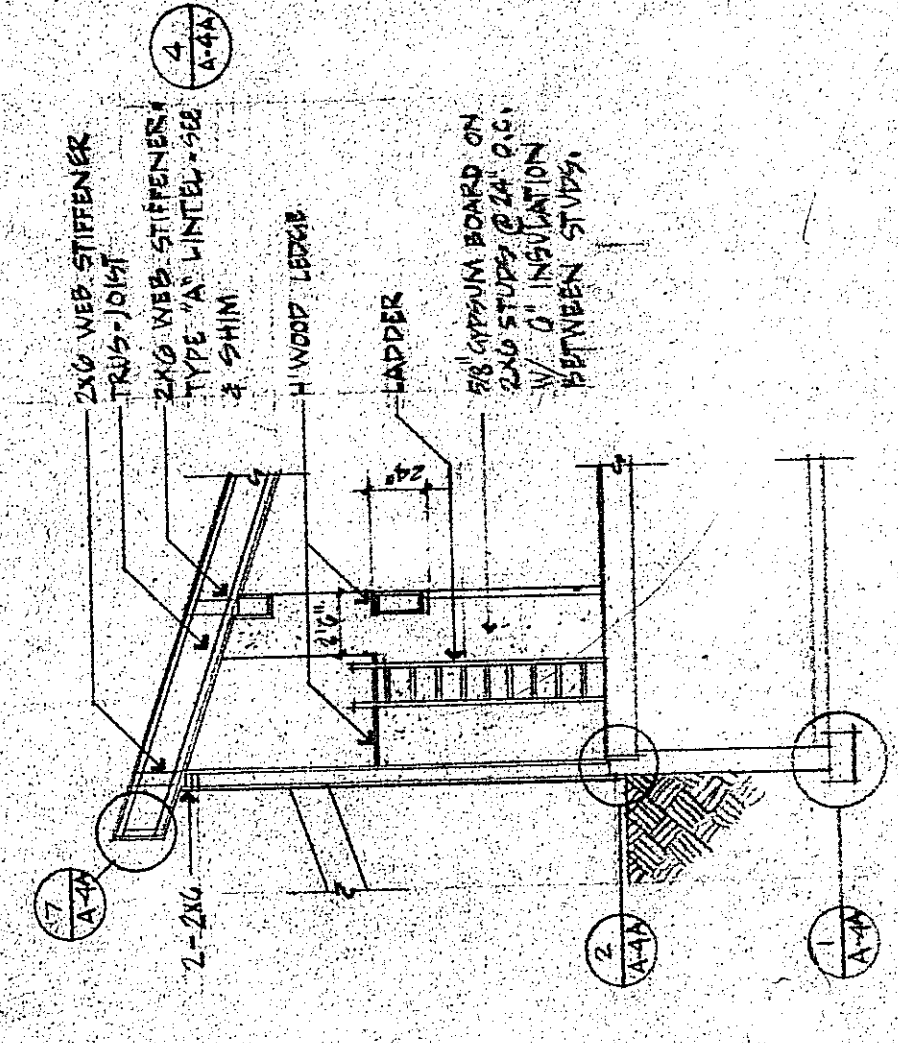 2X6 WEB STIFFENER
TRUS-JOIST
2X6 WEB STIFFENER,
TYPE "A" LINTEL - SEE
& SHIM
4
A-4A
WOOD LEDGE
LADDER
5/8" GYPSUM BOARD ON
2X6 STUDS @ 24" O.C.
W/ 6" INSULATION
BETWEEN STUDS.
24"
2'6"
7
A-4A
2-2X6
2
A-4A
1
A-4A